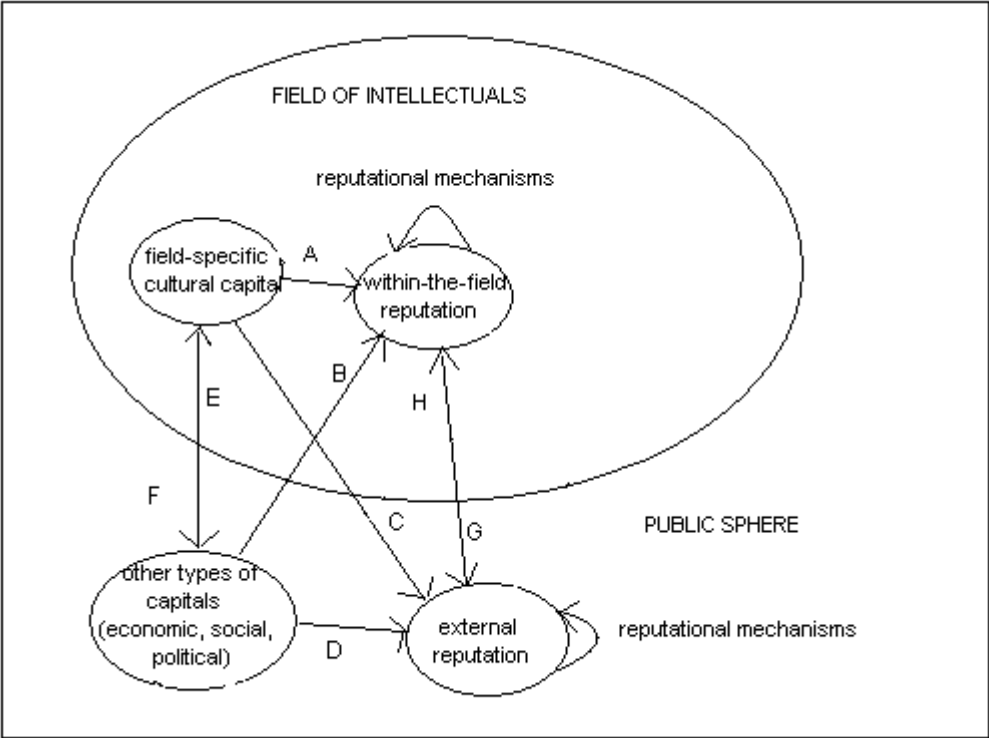 FIELD OF INTELLECTUALS
reputational mechanisms
field-specific
cultural capital
A
within-the-field
reputation
B
E
H
F
C
G
PUBLIC SPHERE
other types of
capitals
(economic, social,
political)
D
external
reputation
reputational mechanisms